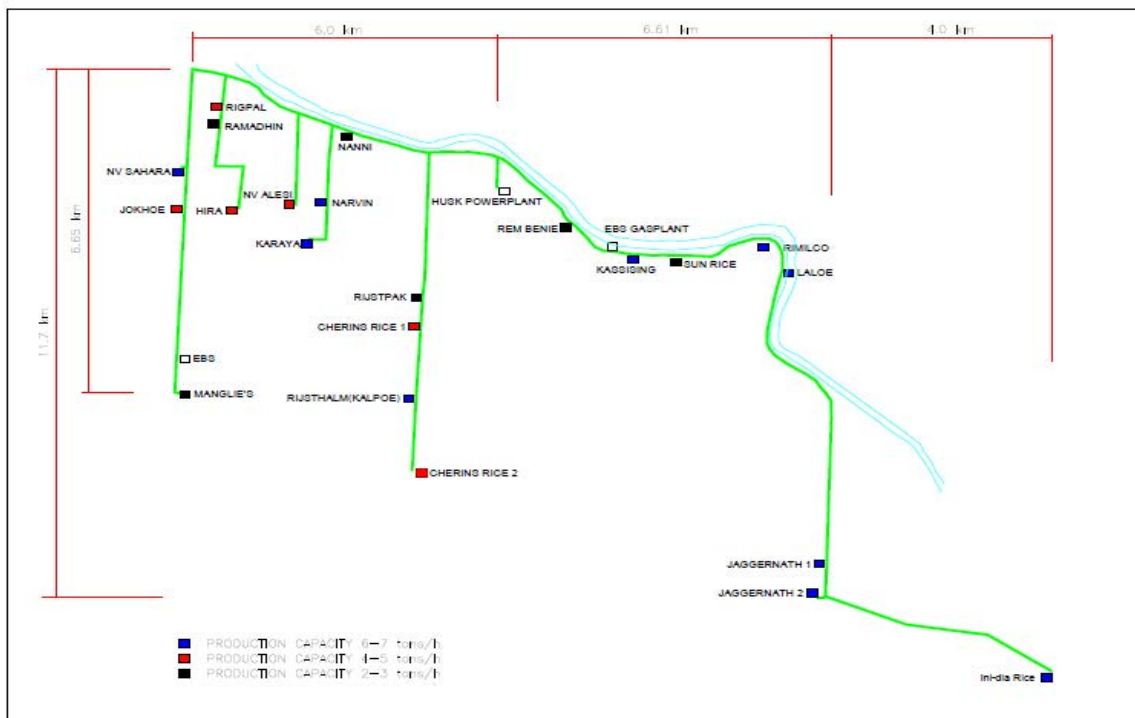 6.0 km
6.61 km
4.0 km
RIGPAL
RAMADHIN
NANNI
NV SAHARA
HUSK POWERPLANT
NV ALESI
NARVIN
JOKHOE
HIRA
REM BENIE
EBS GASPLANT
6.65 km
KARAYA
RIMILCO
KASSISING
SUN RICE
LALOE
RIJSTPAK
11.7 km
CHERINS RICE 1
EBS
MANGLIE'S
RIJSTHALM(KALPOE)
CHERINS RICE 2
JAGGERNATH 1
JAGGERNATH 2
PRODUCTION CAPACITY 6-7 tons/h
PRODUCTION CAPACITY 4-5 tons/h
PRODUCTION CAPACITY 2-3 tons/h
Ini-dia Rice